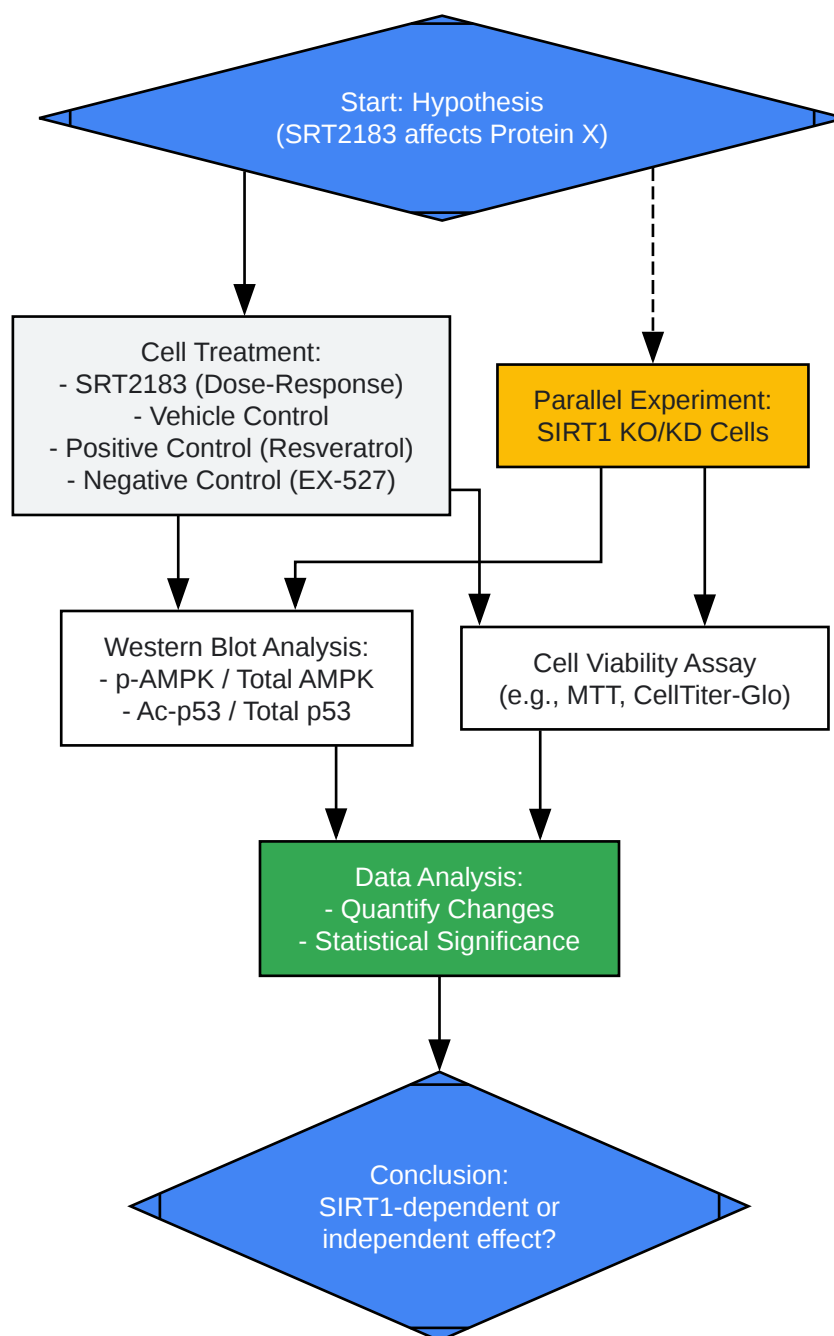 Start: Hypothesis
(SRT2183 affects Protein X)
Cell Treatment:
- SRT2183 (Dose-Response)
- Vehicle Control
- Positive Control (Resveratrol)
- Negative Control (EX-527)
Parallel Experiment:
SIRT1 KO/KD Cells
Western Blot Analysis:
- p-AMPK / Total AMPK
- Ac-p53 / Total p53
Cell Viability Assay
(e.g., MTT, CellTiter-Glo)
Data Analysis:
- Quantify Changes
- Statistical Significance
Conclusion:
SIRT1-dependent or
independent effect?